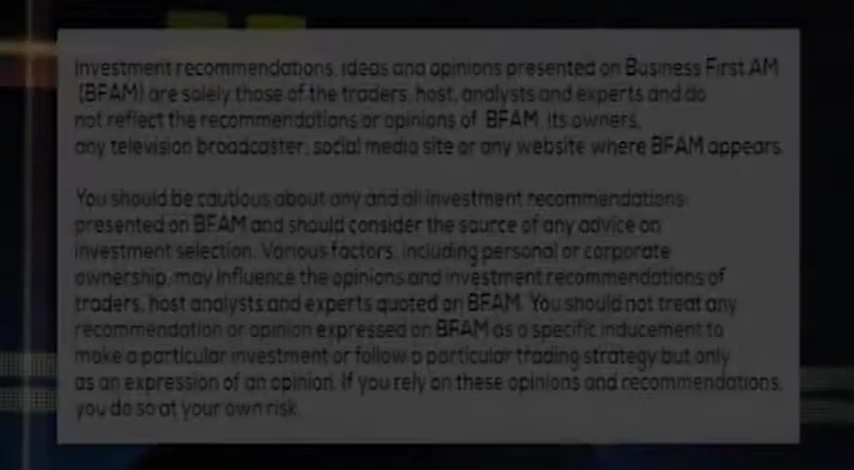 Investment recommendations, ideas and opinions presented on Business First AM
(BFAM) are solely those of the traders, host, analysts and experts and do
not reflect the recommendations or opinions of BFAM, its owners,
any television broadcaster, social media site or any website where BFAM appears.
You should be cautious about any and all investment recommendations
presented on BFAM and should consider the source of any advice on
investment selection. Various factors, including personal or corporate
ownership, may influence the opinions and investment recommendations of
traders, host analysts and experts quoted on BFAM. You should not treat any
recommendation or opinion expressed on BFAM as a specific inducement to
make a particular investment or follow a particular trading strategy but only
as an expression of an opinion. If you rely on these opinions and recommendations,
you do so at your own risk.